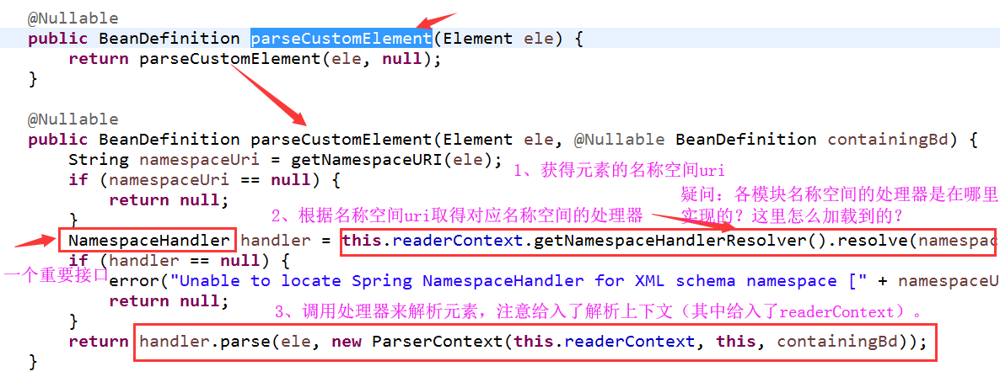 @Nullable
public BeanDefinition parseCustomElement(Element ele) {
return parseCustomElement(ele, null);
}
@Nullable
public BeanDefinition parseCustomElement(Element ele, @Nullable BeanDefinition containingBd) {
String namespaceUri = getNamespaceURI(ele);
1、获得元素的名称空间uri
if (namespaceUri == null) {
return null;
疑问：各模块名称空间的处理器是在哪里
实现的？这里怎么加载到的？
}
2、根据名称空间uri取得对应名称空间的处理器
NamespaceHandler handler = this.readerContext.getNamespaceHandlerResolver().resolve(namespac
if (handler == null) {
一个重要接口
error("Unable to locate Spring NamespaceHandler for XML schema namespace [" + namespaceU
return null;
3、调用处理器来解析元素，注意给入了解析上下文（其中给入了readerContext）。
}
return handler.parse(ele, new ParserContext(this.readerContext, this, containingBd));
}